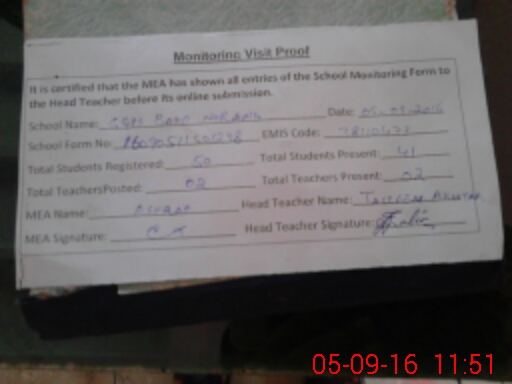 Monitoring Visit Proof
It is certified that the MEA has shown all entries of the School Monitoring Form to
the Head Teacher before its online submission.
School Name: Date:
School Form No: EMIS Code:
Total Students Registered: 50 Total Students Present: 41
Total TeachersPosted: 02 Total Teachers Present: 02
MEA Name: Head Teacher Name:
MEA Signature: Head Teacher Signature:
05-09-16 11:51